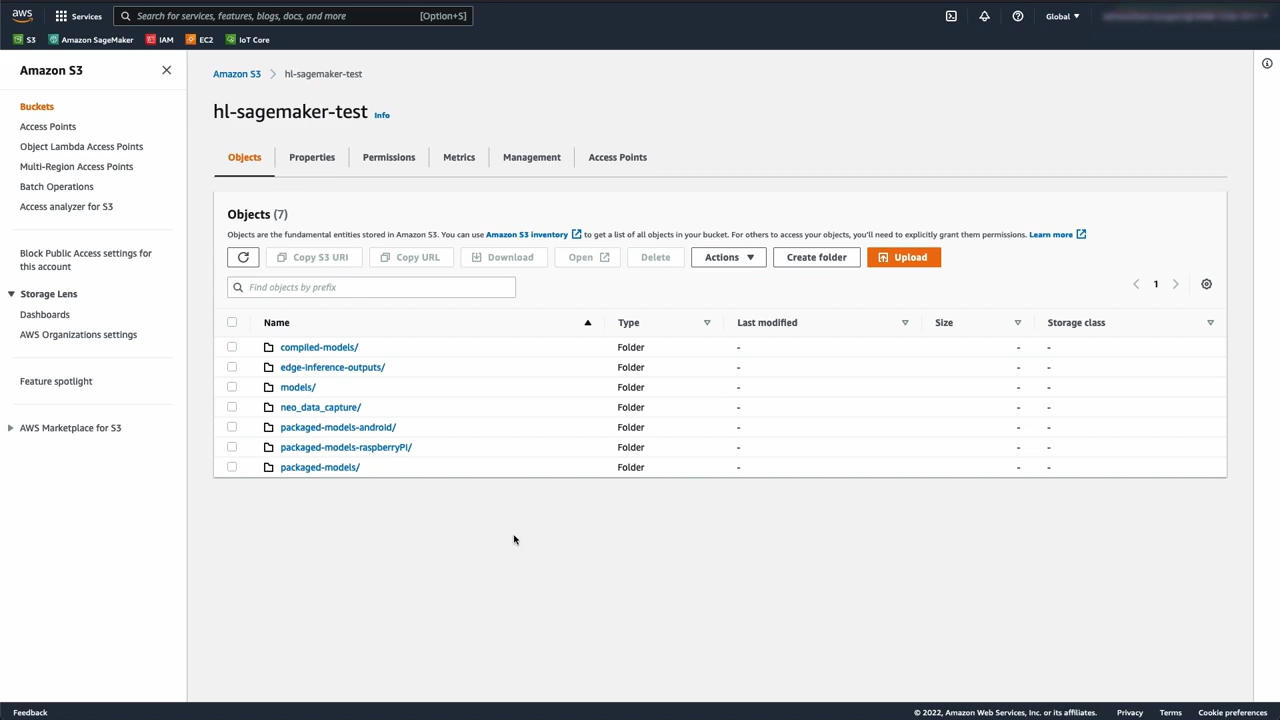 aws Services Search for services, features, blogs, docs, and more [Option+S] Global
S3 Amazon SageMaker IAM EC2 IoT Core
Amazon S3
Buckets
Access Points
Object Lambda Access Points
Multi-Region Access Points
Batch Operations
Access analyzer for S3
Block Public Access settings for
this account
Storage Lens
Dashboards
AWS Organizations settings
Feature spotlight
AWS Marketplace for S3
Amazon S3 hl-sagemaker-test
hl-sagemaker-test Info
Objects Properties Permissions Metrics Management Access Points
Objects (7)
Objects are the fundamental entities stored in Amazon S3. You can use Amazon S3 inventory to get a list of all objects in your bucket. For others to access your objects, you'll need to explicitly grant them permissions. Learn more
Copy S3 URI Copy URL Download Open Delete Actions Create folder Upload
Find objects by prefix 1
Name Type Last modified Size Storage class
compiled-models/ Folder - - -
edge-inference-outputs/ Folder - - -
models/ Folder - - -
neo_data_capture/ Folder - - -
packaged-models-android/ Folder - - -
packaged-models-raspberryPi/ Folder - - -
packaged-models/ Folder - - -
Feedback © 2022, Amazon Web Services, Inc. or its affiliates. Privacy Terms Cookie preferences